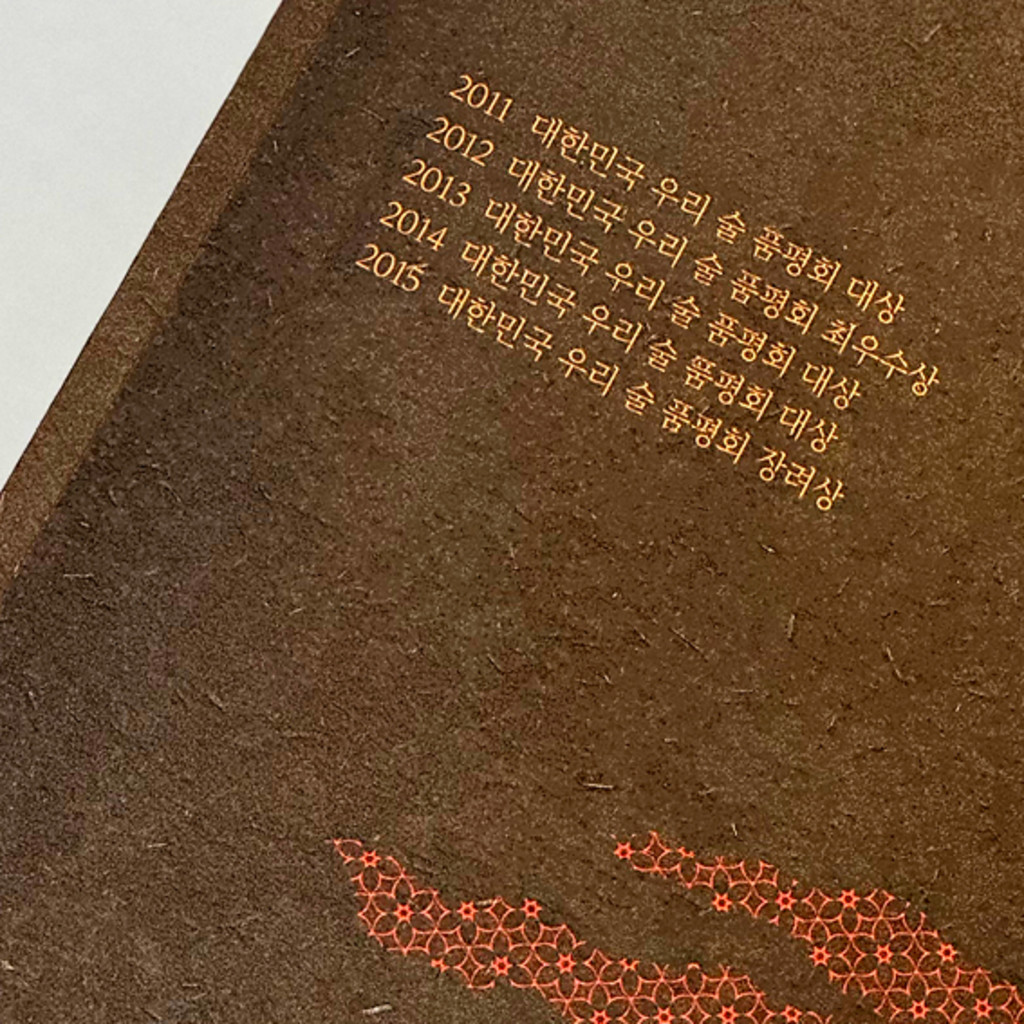 2011 대한민국 우리 술 품평회 대상
2012 대한민국 우리 술 품평회 최우수상
2013 대한민국 우리 술 품평회 대상
2014 대한민국 우리 술 품평회 대상
2015 대한민국 우리 술 품평회 장려상